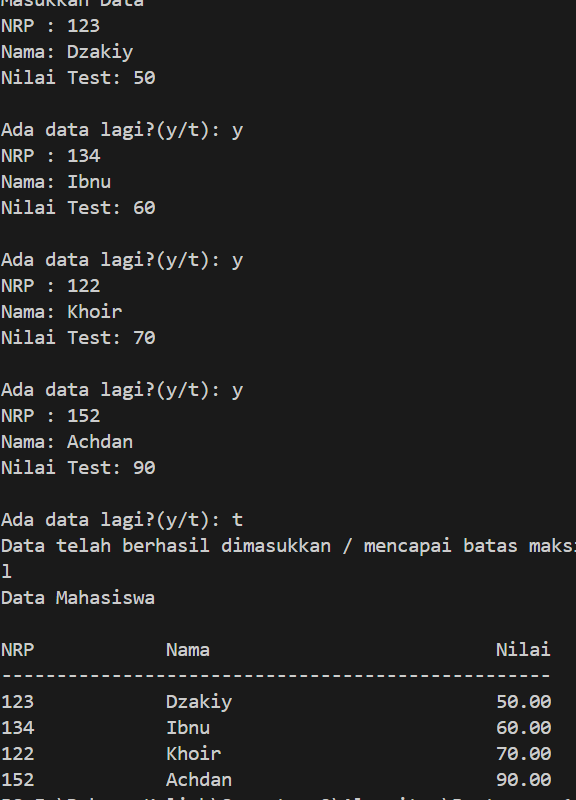 Masukkan Data
NRP : 123
Nama: Dzakiy
Nilai Test: 50
Ada data lagi?(y/t): y
NRP : 134
Nama: Ibnu
Nilai Test: 60
Ada data lagi?(y/t): y
NRP : 122
Nama: Khoir
Nilai Test: 70
Ada data lagi?(y/t): y
NRP : 152
Nama: Achdan
Nilai Test: 90
Ada data lagi?(y/t): t
Data telah berhasil dimasukkan / mencapai batas maksi
l
Data Mahasiswa
NRP Nama Nilai
--------------------------------------------------
123 Dzakiy 50.00
134 Ibnu 60.00
122 Khoir 70.00
152 Achdan 90.00